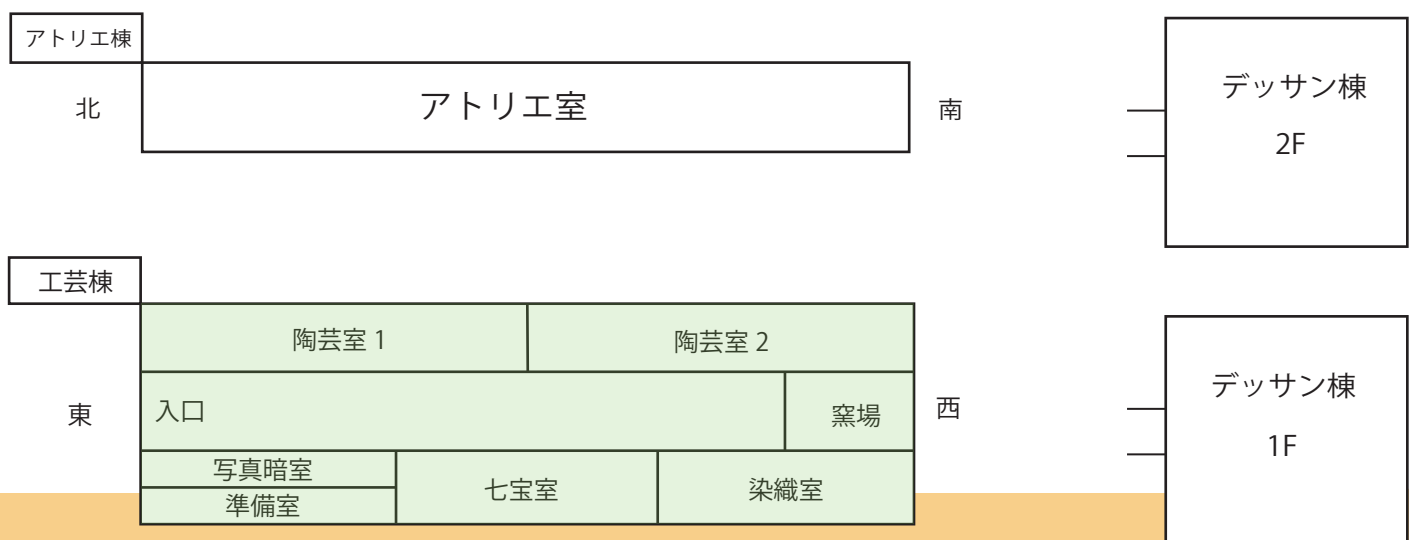 アトリエ棟
北
アトリエ室
南
デッサン棟
2F
工芸棟
陶芸室 1
陶芸室 2
東
入口
窯場
西
写真暗室
準備室
七宝室
染織室
デッサン棟
1F